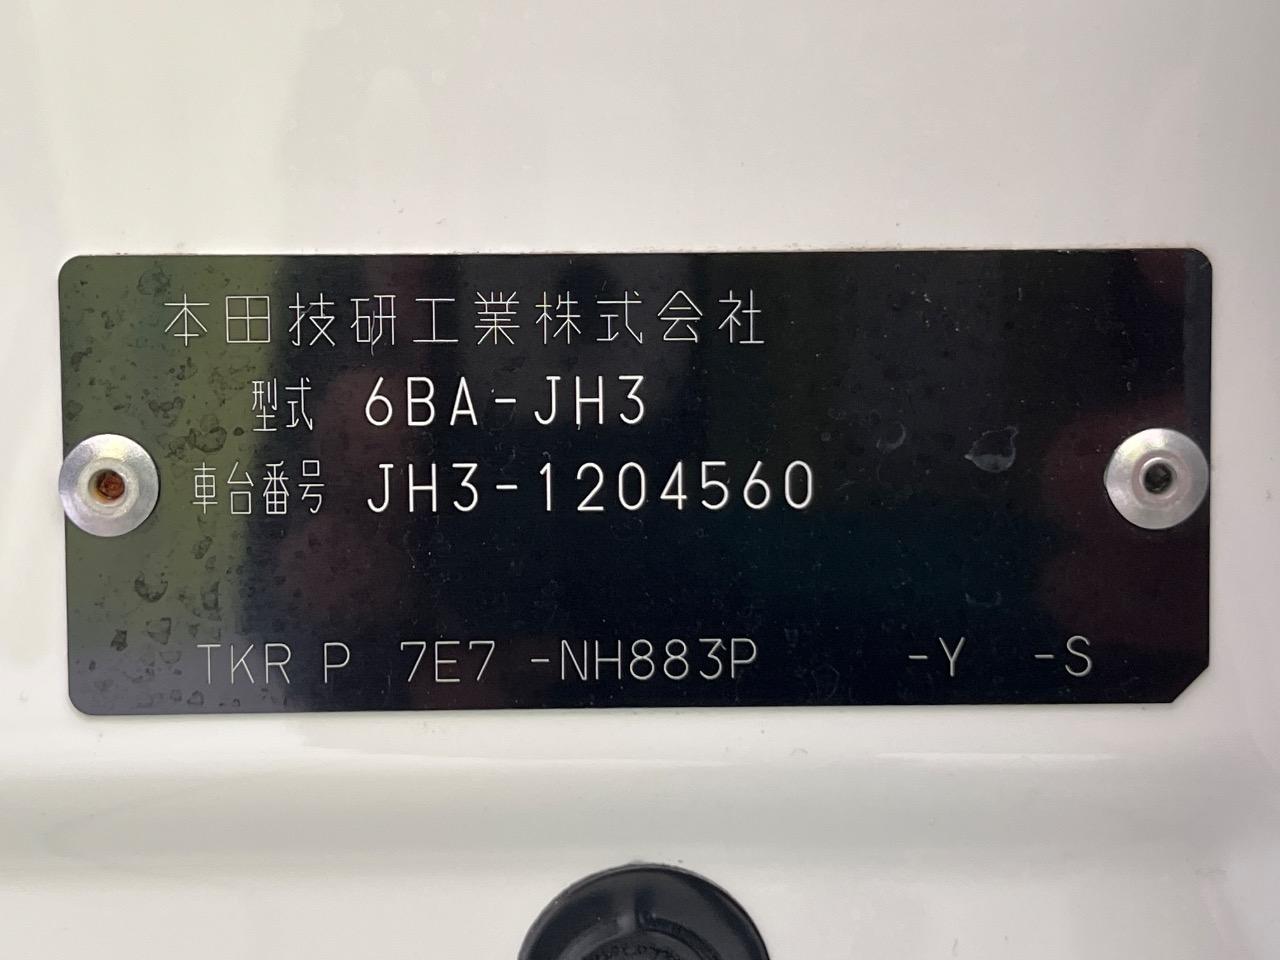 本田技研工業株式会社
型式 6BA-JH3
車台番号 JH3-1204560
TKR P 7E7 -NH883P -Y -S